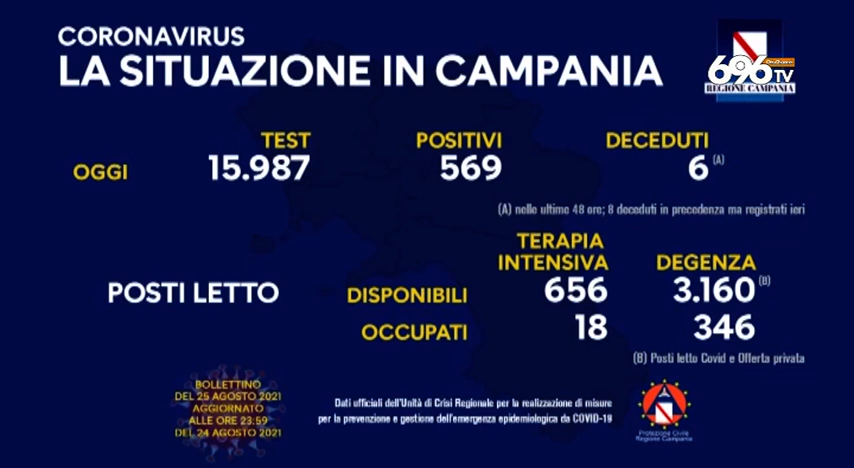 CORONAVIRUS
LA SITUAZIONE IN CAMPANIA
696 TV
REGIONE CAMPANIA
TEST POSITIVI DECEDUTI
OGGI 15.987 569 6 (A)
(A) nelle ultime 48 ore; 8 deceduti in precedenza ma registrati ieri
TERAPIA
INTENSIVA DEGENZA
POSTI LETTO DISPONIBILI 656 3.160 (B)
OCCUPATI 18 346
(B) Posti letto Covid e Offerta privata
BOLLETTINO
DEL 25 AGOSTO 2021
AGGIORNATO
ALLE ORE 23:59
DEL 24 AGOSTO 2021
Dati ufficiali dell'Unità di Crisi Regionale per la realizzazione di misure
per la prevenzione e gestione dell'emergenza epidemiologica da COVID-19
Protezione Civile
Regione Campania